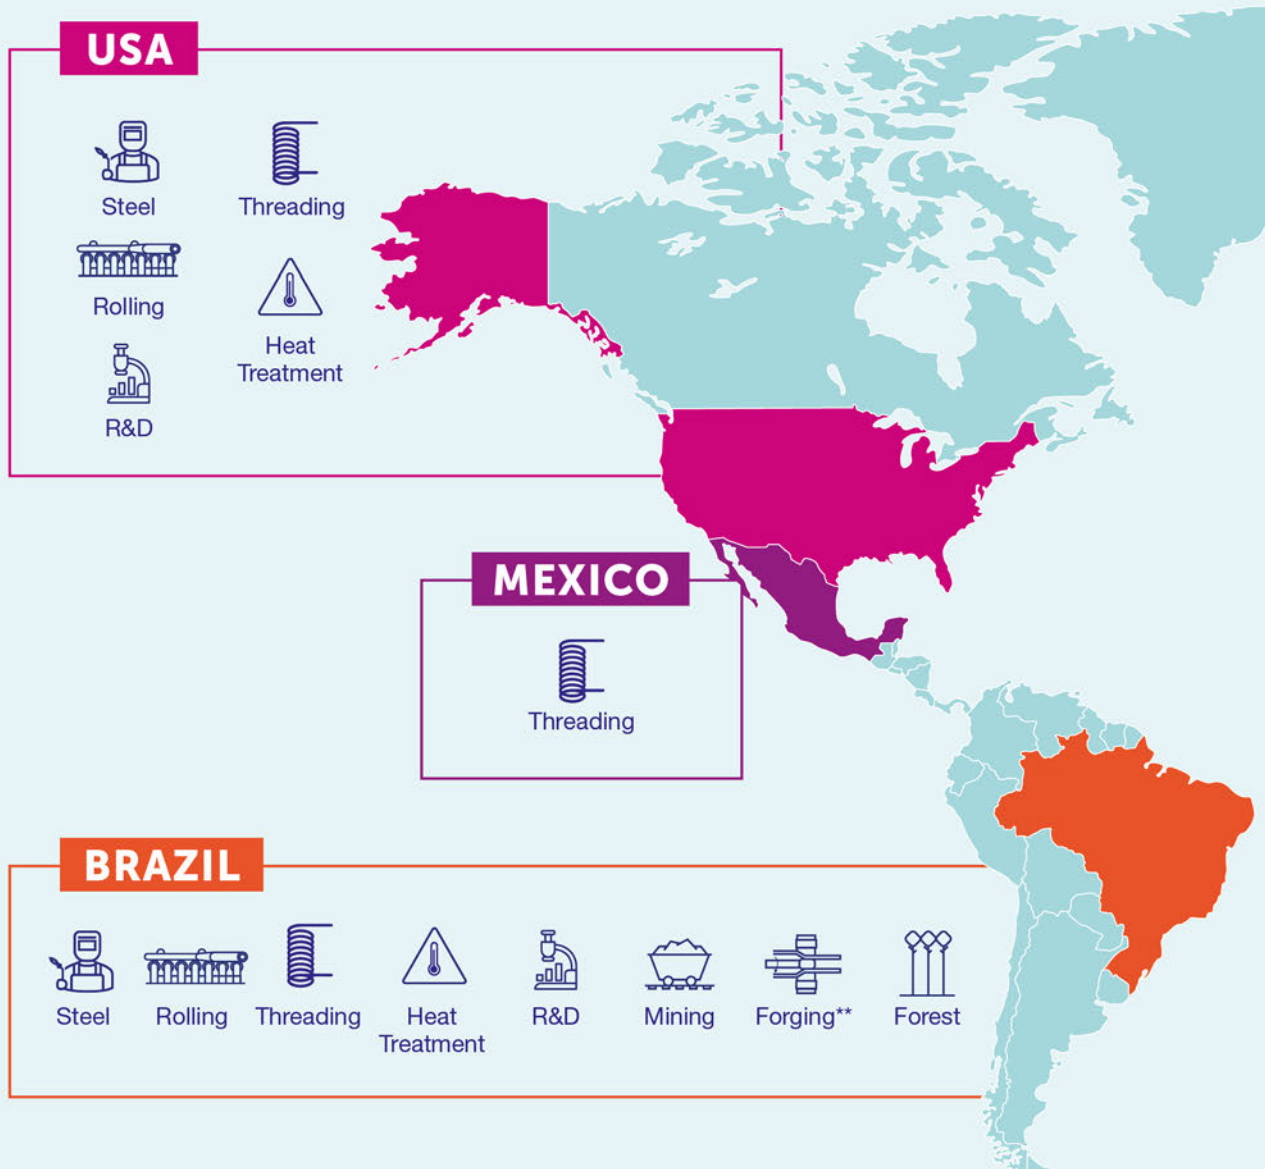 USA
Steel
Threading
Rolling
Heat
Treatment
R&D
MEXICO
Threading
BRAZIL
Steel
Rolling
Threading
Heat
Treatment
R&D
Mining
Forging**
Forest